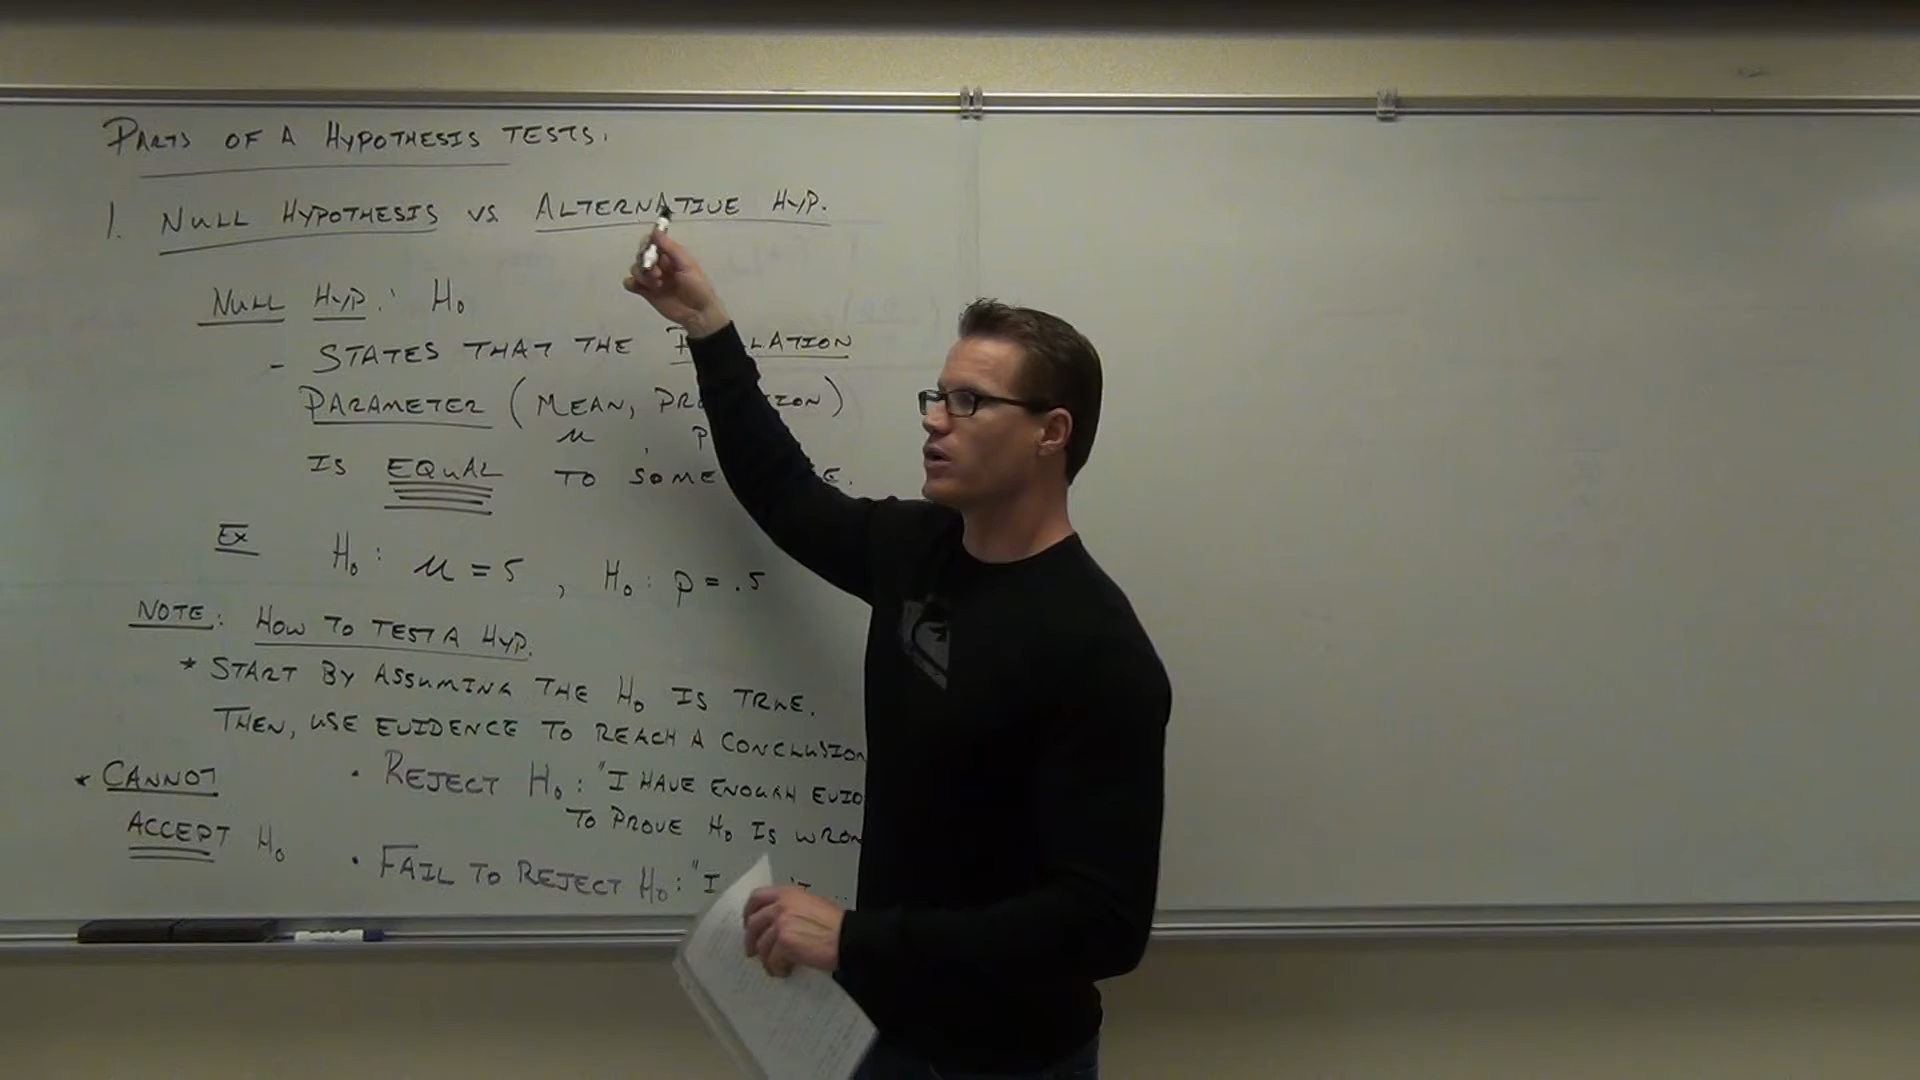 PARTS OF A HYPOTHESIS TESTS.
1. NULL HYPOTHESIS VS ALTERNATIVE HYP.
NULL HYP.: H₀
- STATES THAT THE
PARAMETER (MEAN,
μ , P
IS EQUAL TO SOME
EX H₀: μ = 5 , H₀: p = .5
NOTE: HOW TO TEST A HYP.
* START BY ASSUMING THE H₀ IS TRUE.
THEN, USE EVIDENCE TO REACH A CONCLUSION
* CANNOT ACCEPT H₀
• REJECT H₀: "I HAVE ENOUGH
TO PROVE H₀ IS
• FAIL TO REJECT H₀: "I